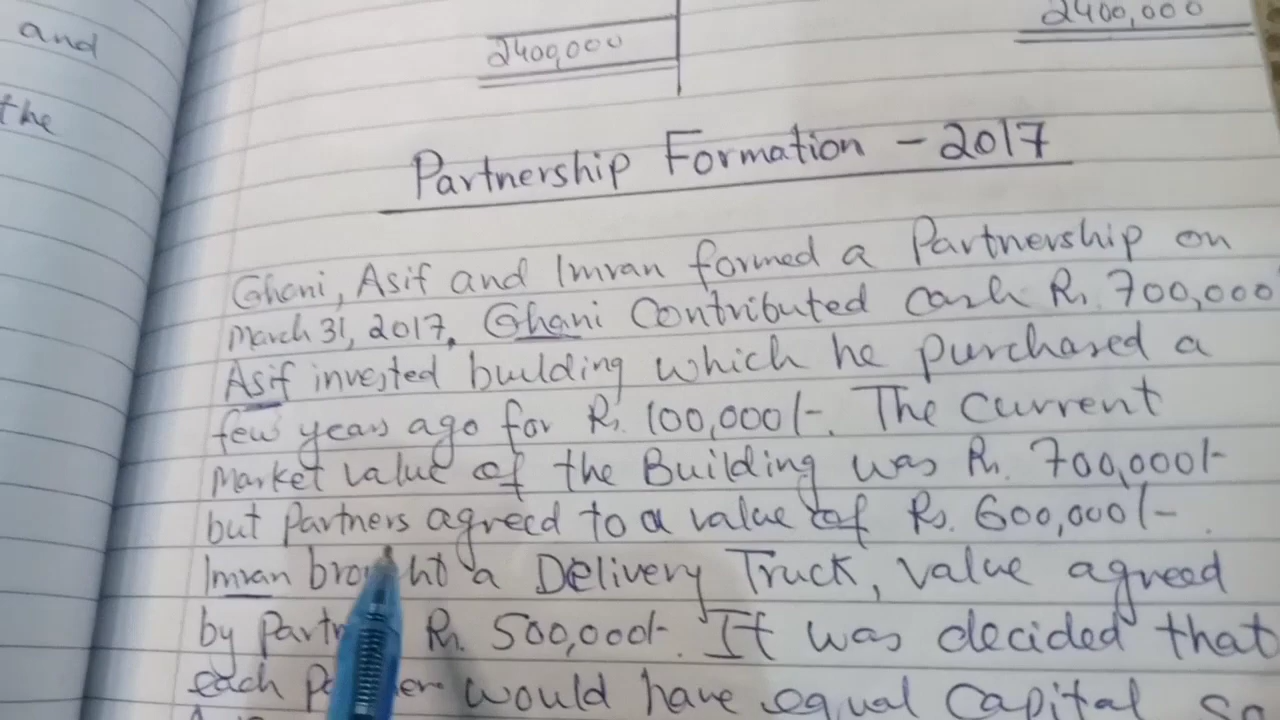 and
the
2400,000
2400,000
Partnership Formation - 2017
Ghani, Asif and Imran formed a Partnership on
March 31, 2017. Ghani Contributed cash Rs. 700,000
Asif invested building which he purchased a
few years ago for Rs. 100,000/-. The current
Market value of the Building was Rs. 700,000/-
but partners agreed to a value of Rs. 600,000/-.
Imran brought a Delivery Truck, value agreed
by Rs. 500,000/-. It was decided that
each would have equal capital. So